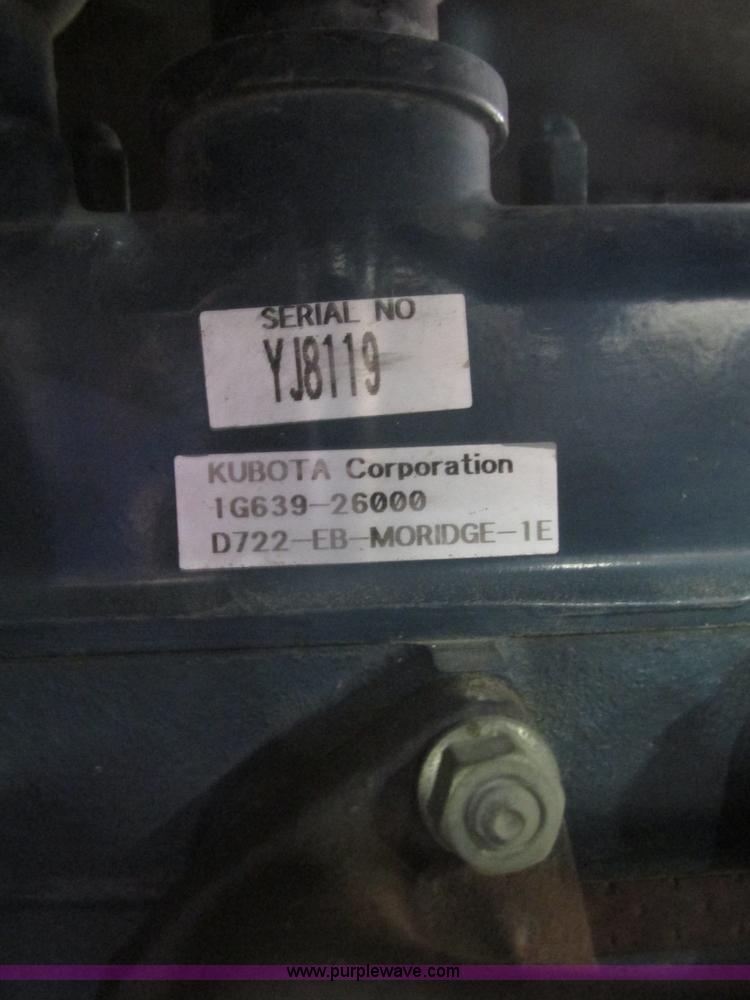 SERIAL NO
YJ8119
KUBOTA Corporation
1G639-26000
D722-EB-MORIDGE-1E
www.purplewave.com